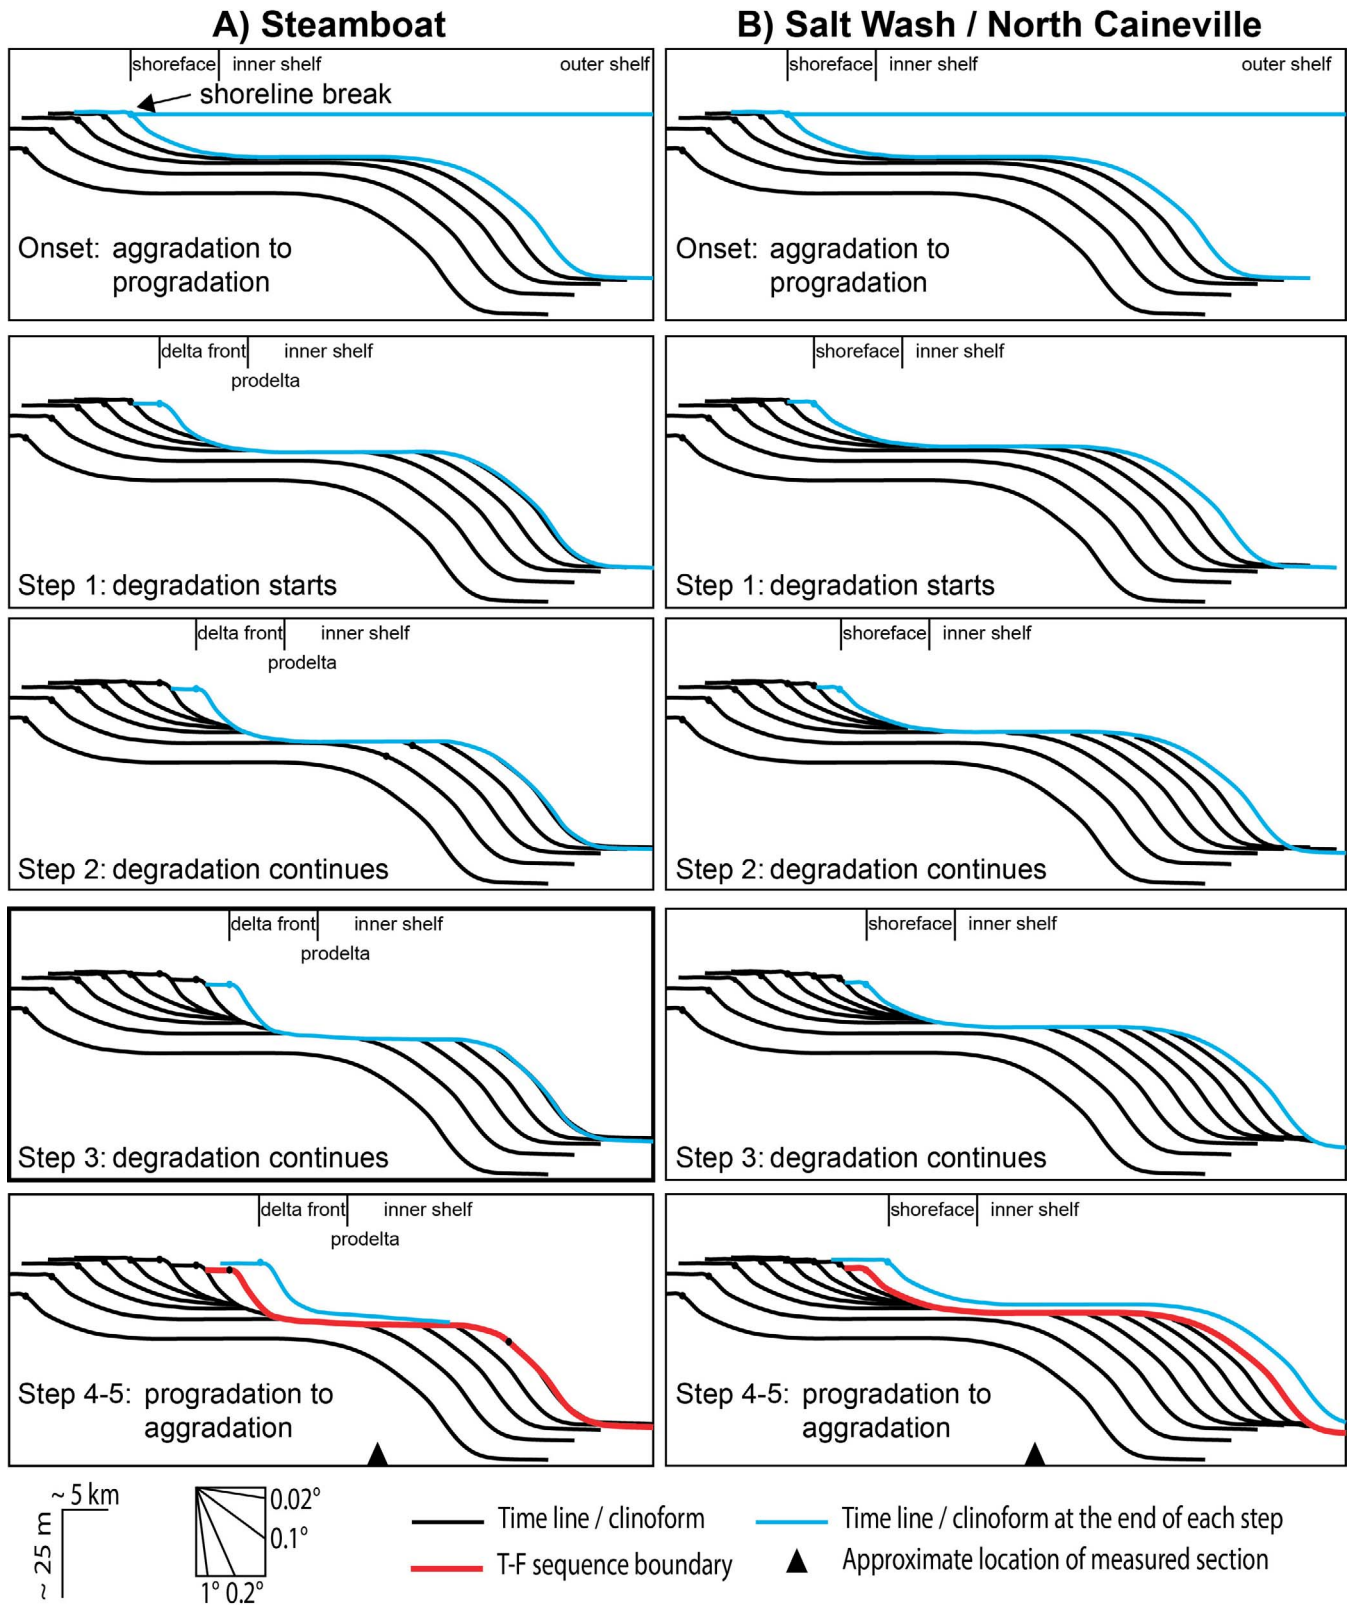 A) Steamboat
B) Salt Wash / North Caineville
shoreface inner shelf outer shelf
shoreline break
Onset: aggradation to
progradation
shoreface inner shelf outer shelf
Onset: aggradation to
progradation
delta front inner shelf
prodelta
Step 1: degradation starts
shoreface inner shelf
Step 1: degradation starts
delta front inner shelf
prodelta
Step 2: degradation continues
shoreface inner shelf
Step 2: degradation continues
delta front inner shelf
prodelta
Step 3: degradation continues
shoreface inner shelf
Step 3: degradation continues
delta front inner shelf
prodelta
Step 4-5: progradation to
aggradation
shoreface inner shelf
Step 4-5: progradation to
aggradation
~ 5 km
~ 25 m
0.02°
0.1°
1° 0.2°
Time line / clinoform
Time line / clinoform at the end of each step
T-F sequence boundary
Approximate location of measured section